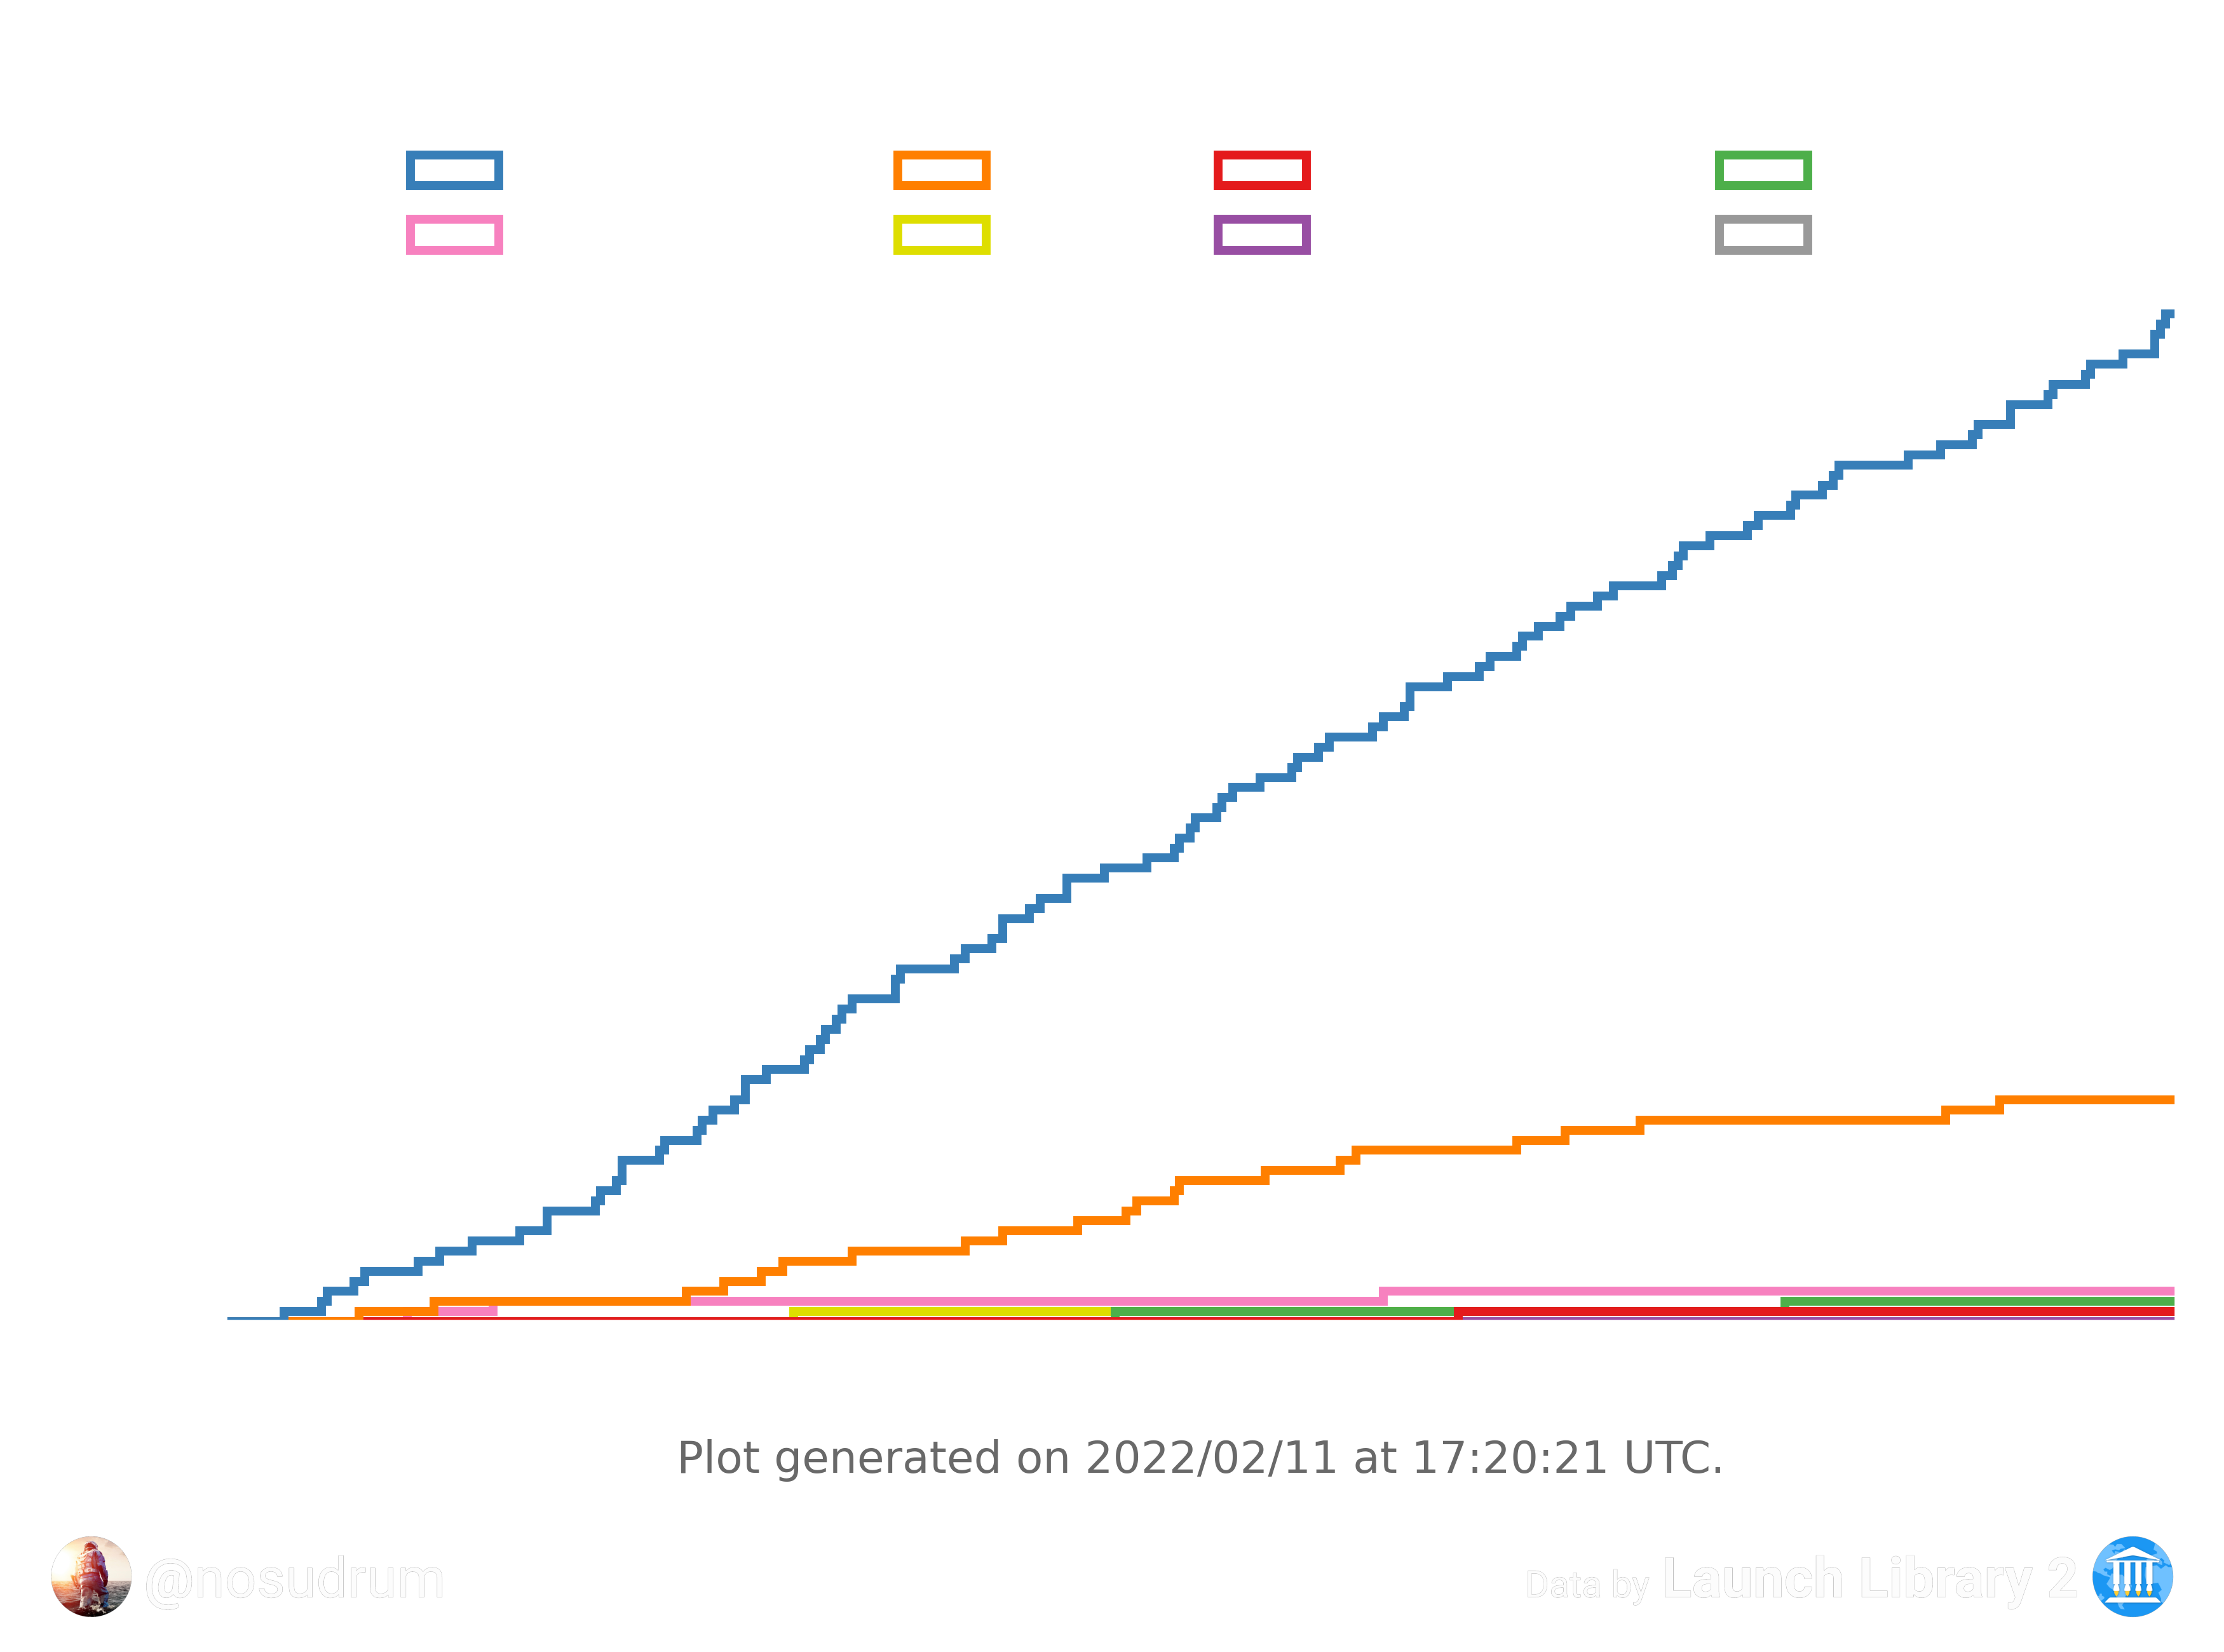 Plot generated on 2022/02/11 at 17:20:21 UTC.
@nosudrum
Data by Launch Library 2